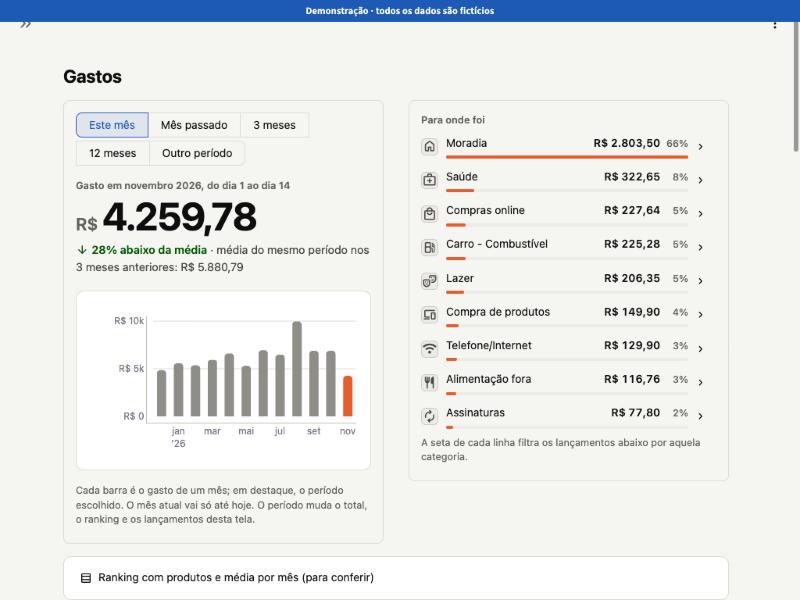 Demonstração · todos os dados são fictícios
Gastos
Este mês
Mês passado
3 meses
12 meses
Outro período
Gasto em novembro 2026, do dia 1 ao dia 14
R$ 4.259,78
↓ 28% abaixo da média · média do mesmo período nos
3 meses anteriores: R$ 5.880,79
R$ 10k
R$ 5k
R$ 0
jan mar mai jul set nov
'26
Cada barra é o gasto de um mês; em destaque, o período
escolhido. O mês atual vai só até hoje. O período muda o total,
o ranking e os lançamentos desta tela.
Para onde foi
Moradia R$ 2.803,50 66%
Saúde R$ 322,65 8%
Compras online R$ 227,64 5%
Carro - Combustível R$ 225,28 5%
Lazer R$ 206,35 5%
Compra de produtos R$ 149,90 4%
Telefone/Internet R$ 129,90 3%
Alimentação fora R$ 116,76 3%
Assinaturas R$ 77,80 2%
A seta de cada linha filtra os lançamentos abaixo por aquela
categoria.
Ranking com produtos e média por mês (para conferir)